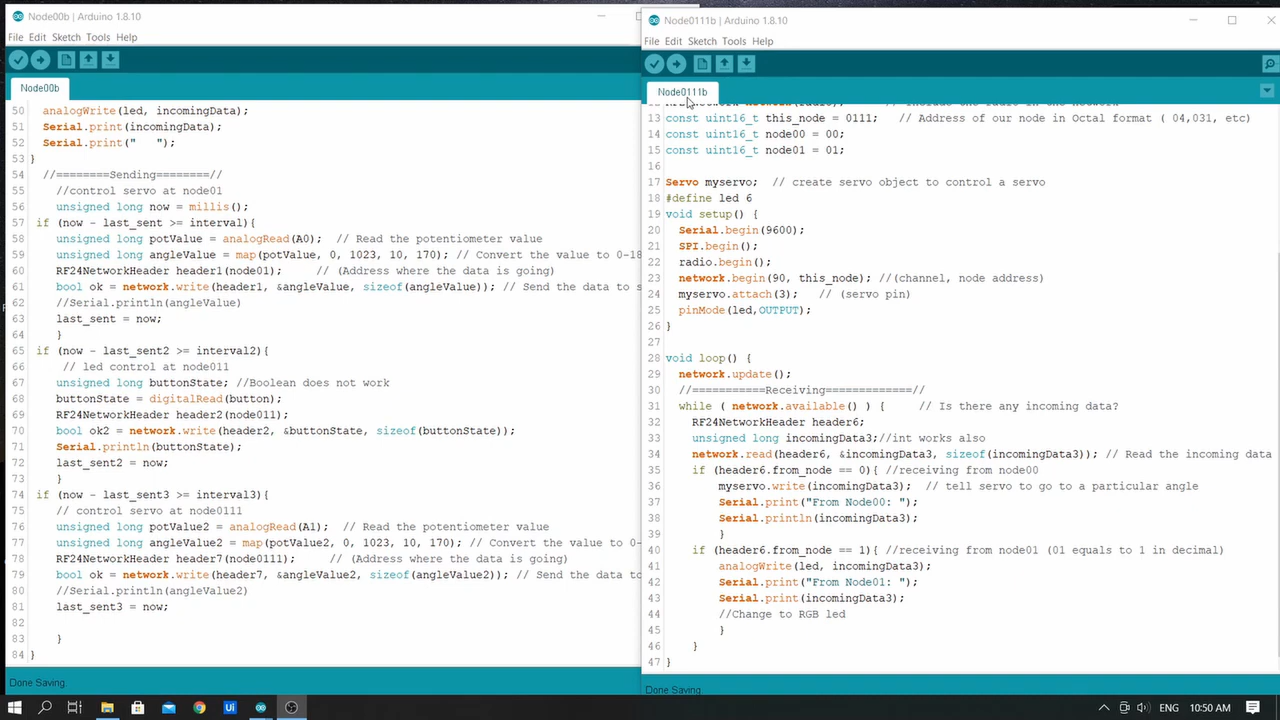 Node00b | Arduino 1.8.10
File Edit Sketch Tools Help
Node00b
50 analogWrite(led, incomingData);
51 Serial.print(incomingData);
52 Serial.print("   ");
53 }
54 //========Sending========//
55 //control servo at node01
56 unsigned long now = millis();
57 if (now - last_sent >= interval){
58 unsigned long potValue = analogRead(A0);  // Read the potentiometer value
59 unsigned long angleValue = map(potValue, 0, 1023, 10, 170); // Convert the value to 0-18
60 RF24NetworkHeader header1(node01);     // (Address where the data is going)
61 bool ok = network.write(header1, &angleValue, sizeof(angleValue)); // Send the data to s
62 //Serial.println(angleValue)
63 last_sent = now;
64 }
65 if (now - last_sent2 >= interval2){
66 // led control at node011
67 unsigned long buttonState; //Boolean does not work
68 buttonState = digitalRead(button);
69 RF24NetworkHeader header2(node011);
70 bool ok2 = network.write(header2, &buttonState, sizeof(buttonState));
71 Serial.println(buttonState);
72 last_sent2 = now;
73 }
74 if (now - last_sent3 >= interval3){
75 // control servo at node0111
76 unsigned long potValue2 = analogRead(A1);  // Read the potentiometer value
77 unsigned long angleValue2 = map(potValue2, 0, 1023, 10, 170); // Convert the value to 0-
78 RF24NetworkHeader header7(node0111);     // (Address where the data is going)
79 bool ok = network.write(header7, &angleValue2, sizeof(angleValue2)); // Send the data to
80 //Serial.println(angleValue2)
81 last_sent3 = now;
82
83 }
84 }
Done Saving.
Node0111b | Arduino 1.8.10
File Edit Sketch Tools Help
Node0111b
13 const uint16_t this_node = 0111;   // Address of our node in Octal format ( 04,031, etc)
14 const uint16_t node00 = 00;
15 const uint16_t node01 = 01;
16
17 Servo myservo;  // create servo object to control a servo
18 #define led 6
19 void setup() {
20 Serial.begin(9600);
21 SPI.begin();
22 radio.begin();
23 network.begin(90, this_node); //(channel, node address)
24 myservo.attach(3);   // (servo pin)
25 pinMode(led,OUTPUT);
26 }
27
28 void loop() {
29 network.update();
30 //===========Receiving=============//
31 while ( network.available() ) {     // Is there any incoming data?
32 RF24NetworkHeader header6;
33 unsigned long incomingData3;//int works also
34 network.read(header6, &incomingData3, sizeof(incomingData3)); // Read the incoming data
35 if (header6.from_node == 0){ //receiving from node00
36 myservo.write(incomingData3);  // tell servo to go to a particular angle
37 Serial.print("From Node00: ");
38 Serial.println(incomingData3);
39 }
40 if (header6.from_node == 1){ //receiving from node01 (01 equals to 1 in decimal)
41 analogWrite(led, incomingData3);
42 Serial.print("From Node01: ");
43 Serial.print(incomingData3);
44 //Change to RGB led
45 }
46 }
47 }
Done Saving.
Ui
ENG 10:50 AM